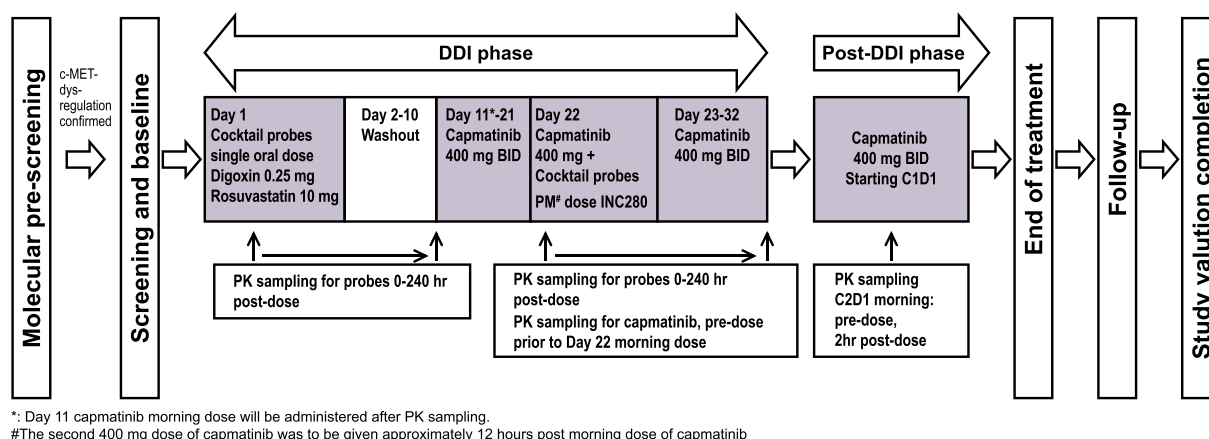 Molecular pre-screening
c-MET-
dys-
regulation
confirmed
Screening and baseline
DDI phase
Day 1
Cocktail probes
single oral dose
Digoxin 0.25 mg
Rosuvastatin 10 mg
Day 2-10
Washout
Day 11*-21
Capmatinib
400 mg BID
Day 22
Capmatinib
400 mg +
Cocktail probes
PM# dose INC280
Day 23-32
Capmatinib
400 mg BID
PK sampling for probes 0-240 hr
post-dose
PK sampling for probes 0-240 hr
post-dose
PK sampling for capmatinib, pre-dose
prior to Day 22 morning dose
Post-DDI phase
Capmatinib
400 mg BID
Starting C1D1
PK sampling
C2D1 morning:
pre-dose,
2hr post-dose
End of treatment
Follow-up
Study valution completion
*: Day 11 capmatinib morning dose will be administered after PK sampling.
#The second 400 mg dose of capmatinib was to be given approximately 12 hours post morning dose of capmatinib